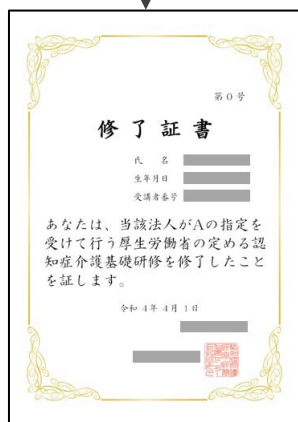 第0号
修了証書
氏 名
生年月日
受講者番号
あなたは、当該法人がAの指定を
受けて行う厚生労働省の定める認
知症介護基礎研修を修了したこと
を証します。
令和4年4月1日